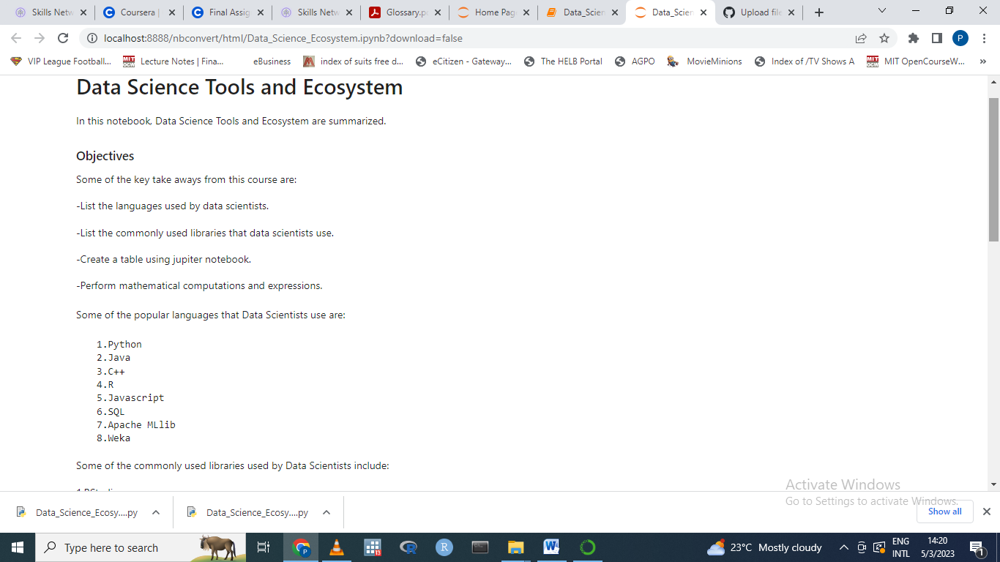 Skills Netw
Coursera |
Final Assig
Skills Netw
Glossary.p
Home Pag
Data_Scien
Data_Scien
Upload file
localhost:8888/nbconvert/html/Data_Science_Ecosystem.ipynb?download=false
P
VIP League Football...
MIT OCW
Lecture Notes | Fina...
eBusiness
index of suits free d...
eCitizen - Gateway...
The HELB Portal
AGPO
MovieMinions
Index of /TV Shows A
MIT OCW
MIT OpenCourseW...
»
Data Science Tools and Ecosystem
In this notebook, Data Science Tools and Ecosystem are summarized.
Objectives
Some of the key take aways from this course are:
-List the languages used by data scientists.
-List the commonly used libraries that data scientists use.
-Create a table using jupiter notebook.
-Perform mathematical computations and expressions.
Some of the popular languages that Data Scientists use are:
1.Python
2.Java
3.C++
4.R
5.Javascript
6.SQL
7.Apache MLlib
8.Weka
Some of the commonly used libraries used by Data Scientists include:
Activate Windows
Go to Settings to activate Windows.
Data_Science_Ecosy....py
Data_Science_Ecosy....py
Show all
Type here to search
23°C Mostly cloudy
ENG
INTL
14:20
5/3/2023
1